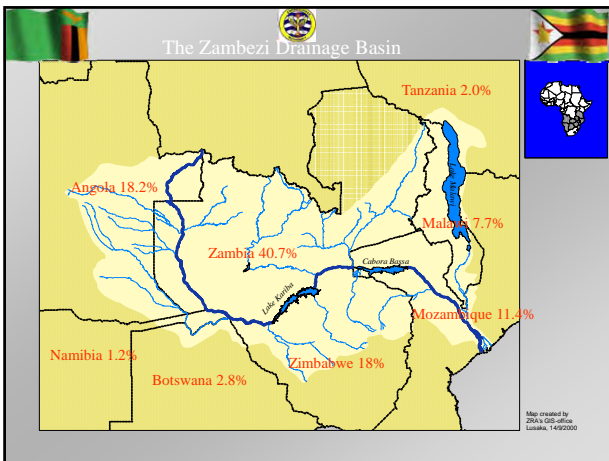 The Zambezi Drainage Basin
Tanzania 2.0%
Angola 18.2%
Lake Malawi
Malawi 7.7%
Zambia 40.7%
Cabora Bassa
Lake Kariba
Mozambique 11.4%
Namibia 1.2%
Zimbabwe 18%
Botswana 2.8%
Map created by
ZRA's GIS-office
Lusaka, 14/9/2000